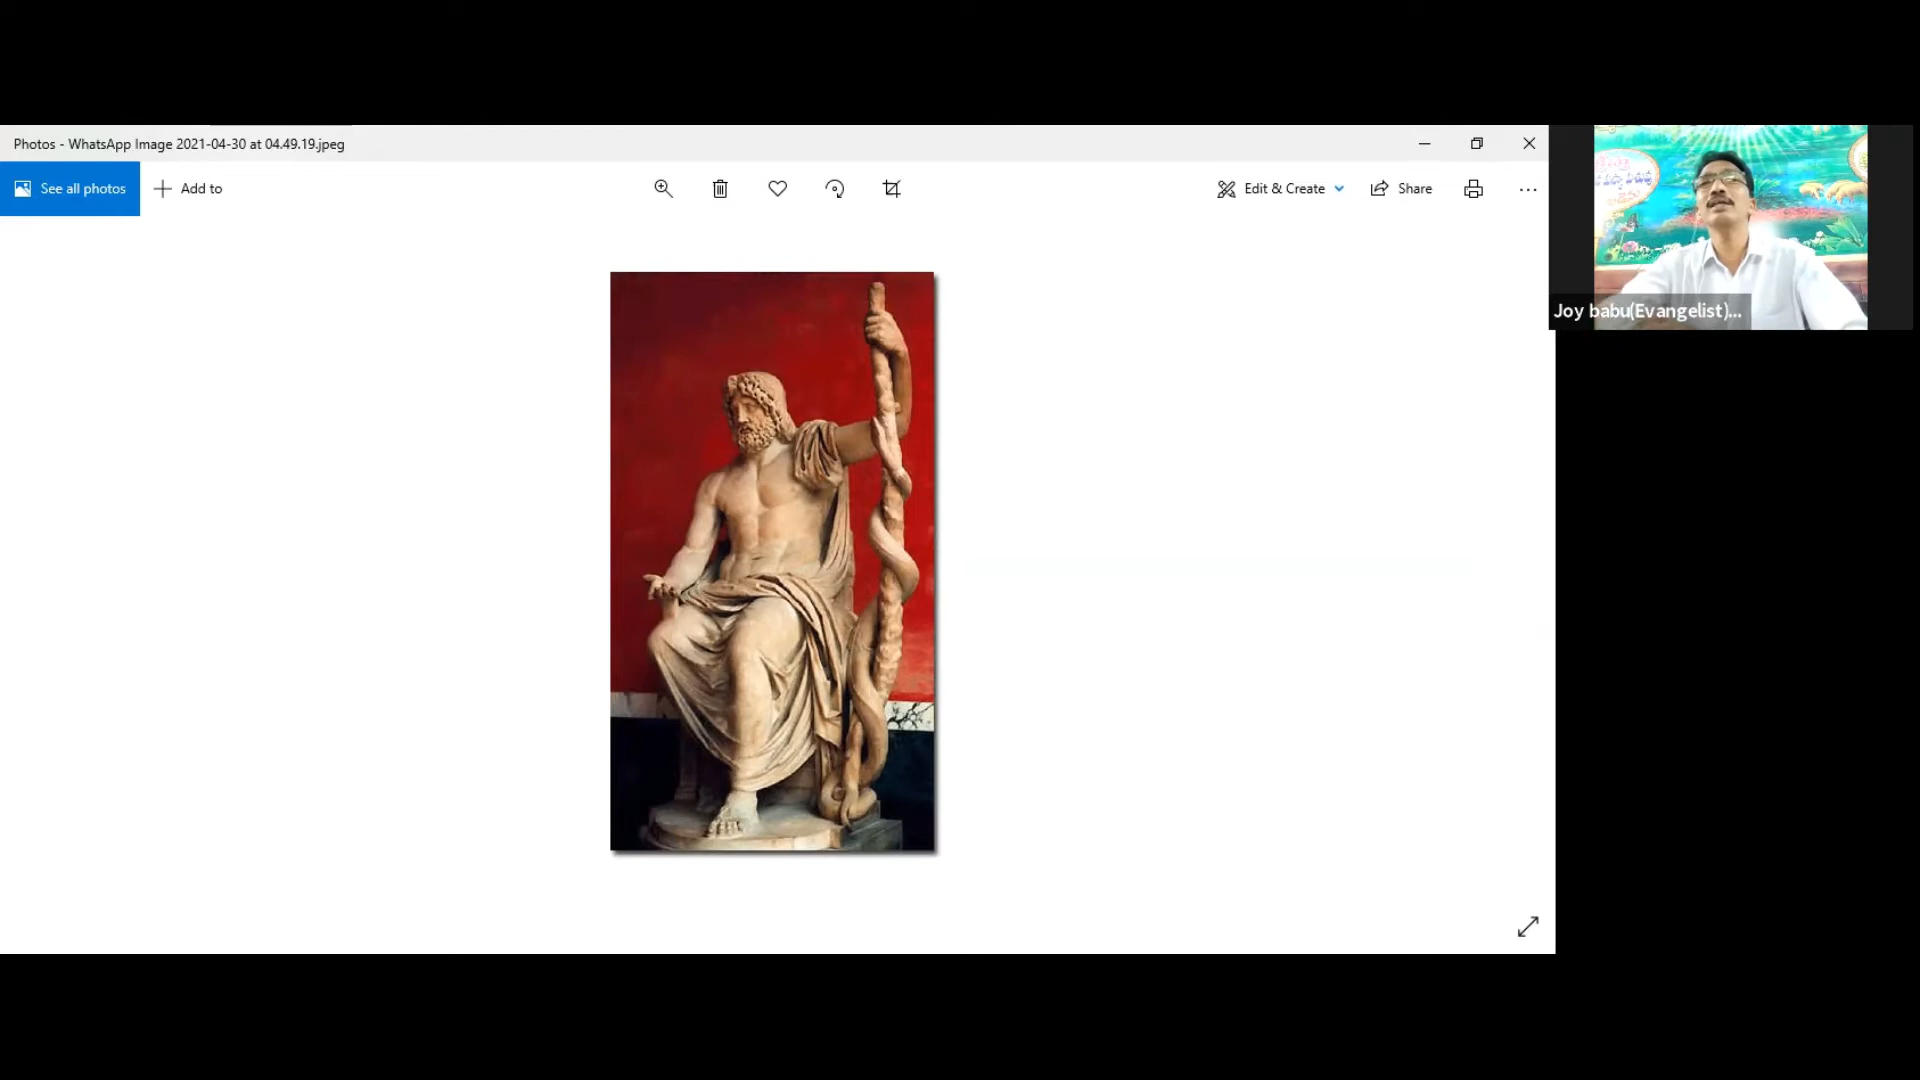 Photos - WhatsApp Image 2021-04-30 at 04.49.19.jpeg
See all photos
Add to
Edit & Create
Share
Joy babu(Evangelist)...